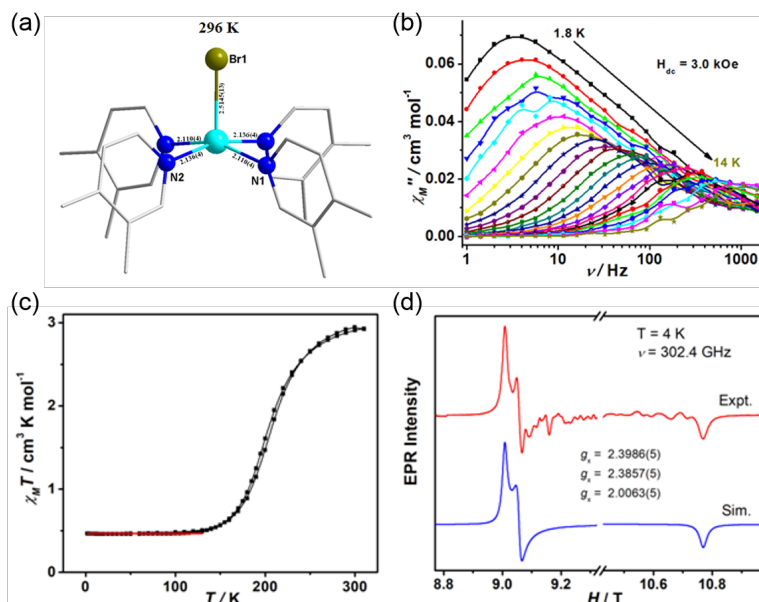 (a)
296 K
Br1
2.5145(13)
2.110(4)
2.136(4)
2.136(4)
2.110(4)
N2
N1
(b)
1.8 K
H_dc = 3.0 kOe
14 K
χ_M'' / cm³ mol⁻¹
0.06
0.04
0.02
0.00
1
10
100
1000
ν / Hz
(c)
χ_MT / cm³ K mol⁻¹
3
2
1
0
0
100
200
300
T / K
(d)
T = 4 K
ν = 302.4 GHz
Expt.
g_x = 2.3986(5)
g_x = 2.3857(5)
g_x = 2.0063(5)
Sim.
EPR Intensity
8.8
9.0
9.2
10.6
10.8
H / T